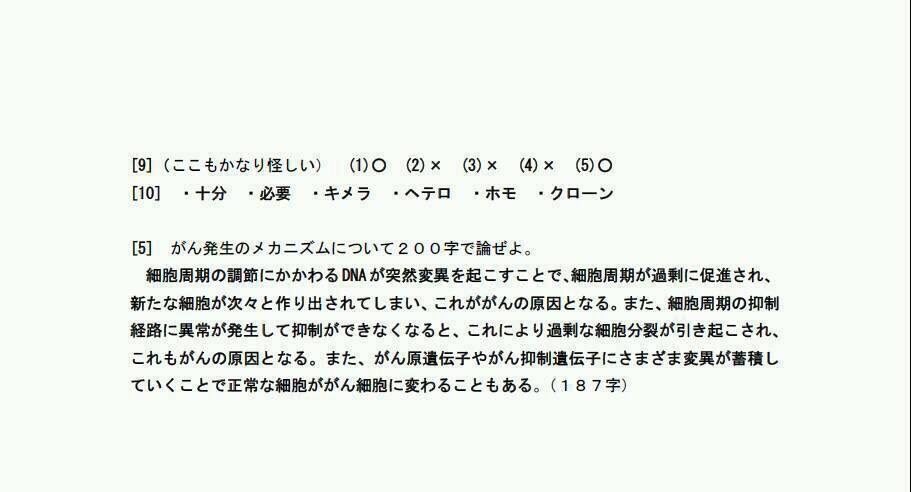 [9]（ここもかなり怪しい） (1)○ (2)× (3)× (4)× (5)○
[10] ・十分 ・必要 ・キメラ ・ヘテロ ・ホモ ・クローン
[5] がん発生のメカニズムについて２００字で論ぜよ。
細胞周期の調節にかかわるDNAが突然変異を起こすことで、細胞周期が過剰に促進され、
新たな細胞が次々と作り出されてしまい、これががんの原因となる。また、細胞周期の抑制
経路に異常が発生して抑制ができなくなると、これにより過剰な細胞分裂が引き起こされ、
これもがんの原因となる。また、がん原遺伝子やがん抑制遺伝子にさまざま変異が蓄積し
ていくことで正常な細胞ががん細胞に変わることもある。（１８７字）